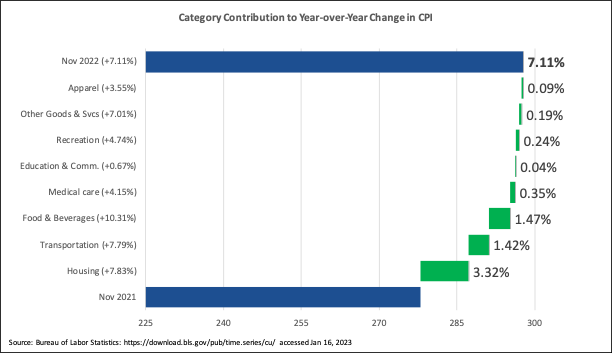 Category Contribution to Year-over-Year Change in CPI
Nov 2022 (+7.11%) 7.11%
Apparel (+3.55%) 0.09%
Other Goods & Svcs (+7.01%) 0.19%
Recreation (+4.74%) 0.24%
Education & Comm. (+0.67%) 0.04%
Medical care (+4.15%) 0.35%
Food & Beverages (+10.31%) 1.47%
Transportation (+7.79%) 1.42%
Housing (+7.83%) 3.32%
Nov 2021
225 240 255 270 285 300
Source: Bureau of Labor Statistics: https://download.bls.gov/pub/time.series/cu/ accessed Jan 16, 2023